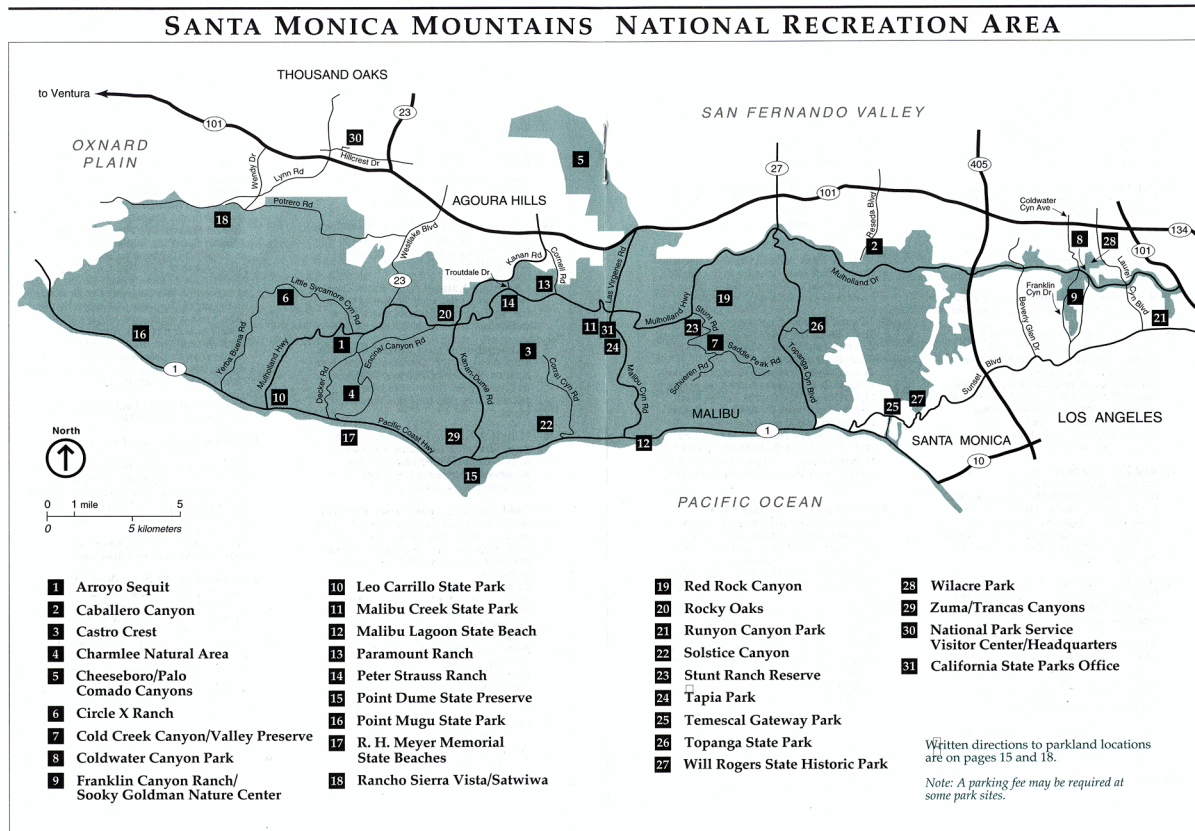 SANTA MONICA MOUNTAINS NATIONAL RECREATION AREA
THOUSAND OAKS
to Ventura
101
23
SAN FERNANDO VALLEY
OXNARD
PLAIN
30
Hillcrest Dr
Wendy Dr
Lynn Rd
5
27
405
101
Potrero Rd
18
AGOURA HILLS
Westlake Blvd
Reseda Blvd
2
Coldwater
Cyn Ave
8
28
134
101
Kanan Rd
Cornell Rd
Troutdale Dr
Las Virgenes Rd
Mulholland Dr
Laurel Cyn Blvd
23
Little Sycamore Cyn Rd
6
13
14
20
19
Franklin
Cyn Dr
9
21
Beverly Glen Dr
Mulholland Hwy
Stunt Rd
11
31
23
24
7
26
16
Yerba Buena Rd
Mulholland Hwy
1
Encinal Canyon Rd
3
Saddle Peak Rd
Schueren Rd
Topanga Cyn Blvd
1
Decker Rd
4
Kanan-Dume Rd
Corral Cyn Rd
Malibu Cyn Rd
Sunset Blvd
10
MALIBU
25
27
LOS ANGELES
North
17
Pacific Coast Hwy
29
22
12
1
SANTA MONICA
10
15
PACIFIC OCEAN
0 1 mile 5
0 5 kilometers
1 Arroyo Sequit
2 Caballero Canyon
3 Castro Crest
4 Charmlee Natural Area
5 Cheeseboro/Palo
Comado Canyons
6 Circle X Ranch
7 Cold Creek Canyon/Valley Preserve
8 Coldwater Canyon Park
9 Franklin Canyon Ranch/
Sooky Goldman Nature Center
10 Leo Carrillo State Park
11 Malibu Creek State Park
12 Malibu Lagoon State Beach
13 Paramount Ranch
14 Peter Strauss Ranch
15 Point Dume State Preserve
16 Point Mugu State Park
17 R. H. Meyer Memorial
State Beaches
18 Rancho Sierra Vista/Satwiwa
19 Red Rock Canyon
20 Rocky Oaks
21 Runyon Canyon Park
22 Solstice Canyon
23 Stunt Ranch Reserve
24 Tapia Park
25 Temescal Gateway Park
26 Topanga State Park
27 Will Rogers State Historic Park
28 Wilacre Park
29 Zuma/Trancas Canyons
30 National Park Service
Visitor Center/Headquarters
31 California State Parks Office
Written directions to parkland locations
are on pages 15 and 18.
Note: A parking fee may be required at
some park sites.